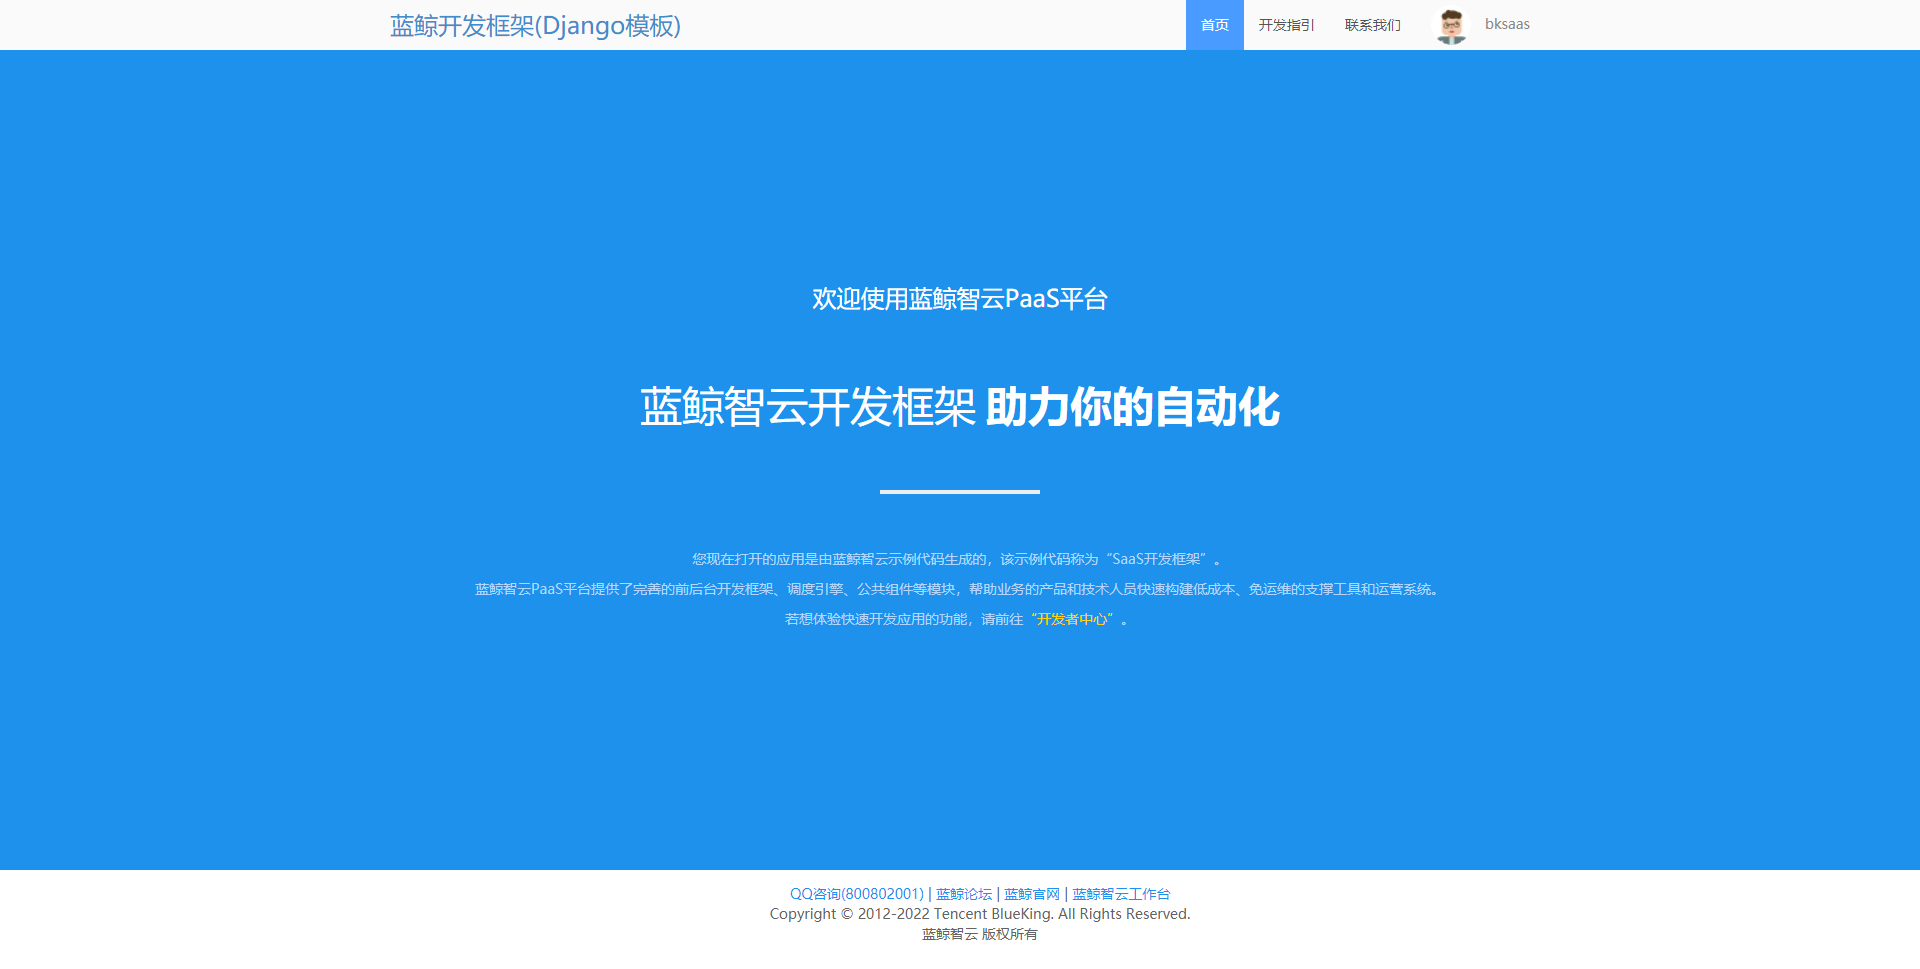 蓝鲸开发框架(Django模板)
首页
开发指引
联系我们
bksaas
欢迎使用蓝鲸智云PaaS平台
蓝鲸智云开发框架 助力你的自动化
您现在打开的应用是由蓝鲸智云示例代码生成的，该示例代码称为“SaaS开发框架”。
蓝鲸智云PaaS平台提供了完善的前后台开发框架、调度引擎、公共组件等模块，帮助业务的产品和技术人员快速构建低成本、免运维的支撑工具和运营系统。
若想体验快速开发应用的功能，请前往“开发者中心”。
QQ咨询(800802001) | 蓝鲸论坛 | 蓝鲸官网 | 蓝鲸智云工作台
Copyright © 2012-2022 Tencent BlueKing. All Rights Reserved.
蓝鲸智云 版权所有